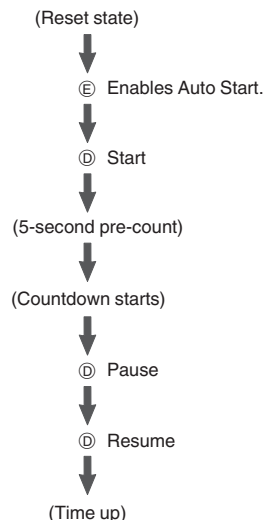 (Reset state)
Ⓔ Enables Auto Start.
Ⓓ Start
(5-second pre-count)
(Countdown starts)
Ⓓ Pause
Ⓓ Resume
(Time up)